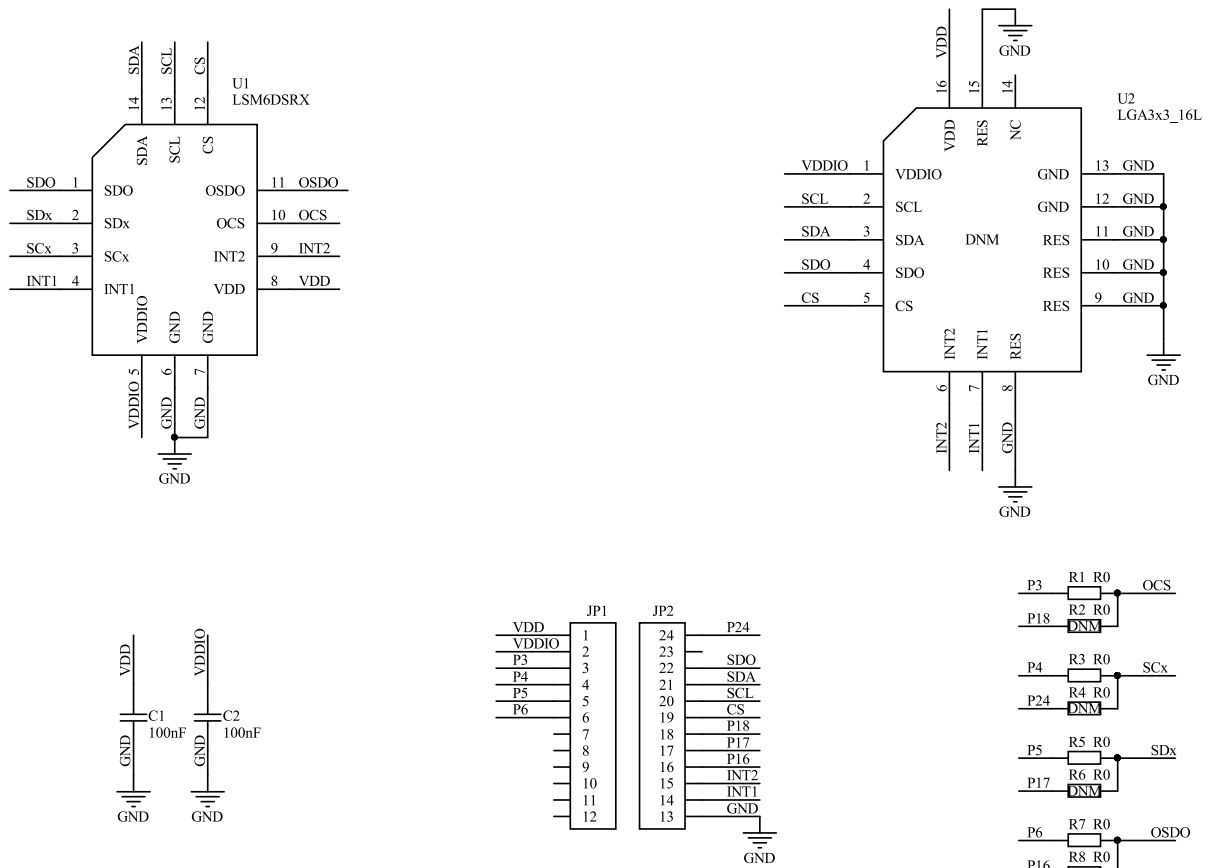 SDA
SCL
CS
14
13
12
U1
LSM6DSRX
SDA
SCL
CS
SDO 1 SDO
SDx 2 SDx
SCx 3 SCx
INT1 4 INT1
OSDO 11 OSDO
OCS 10 OCS
INT2 9 INT2
VDD 8 VDD
VDDIO
GND
GND
5
6
7
VDDIO
GND
GND
GND
VDD
GND
16
15
14
U2
LGA3x3_16L
VDD
RES
NC
VDDIO 1 VDDIO
SCL 2 SCL
SDA 3 SDA
SDO 4 SDO
CS 5 CS
DNM
GND 13 GND
GND 12 GND
RES 11 GND
RES 10 GND
RES 9 GND
GND
INT2
INT1
RES
6
7
8
INT2
INT1
GND
GND
VDD
C1
100nF
GND
GND
VDDIO
C2
100nF
GND
GND
JP1
VDD 1
VDDIO 2
P3 3
P4 4
P5 5
P6 6
7
8
9
10
11
12
JP2
24 P24
23
22 SDO
21 SDA
20 SCL
19 CS
18 P18
17 P17
16 P16
15 INT2
14 INT1
13 GND
GND
P3 R1 R0 OCS
P18 R2 R0
DNM
P4 R3 R0 SCx
P24 R4 R0
DNM
P5 R5 R0 SDx
P17 R6 R0
DNM
P6 R7 R0 OSDO
P16 R8 R0